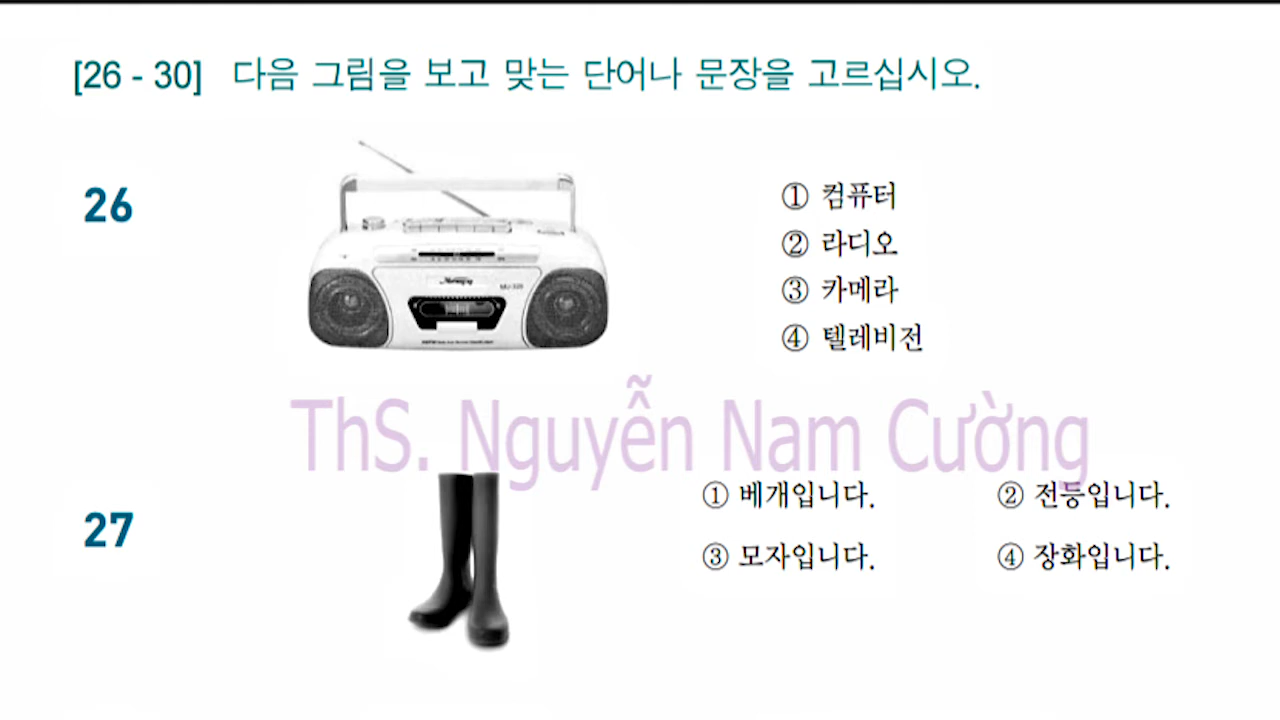 [26 - 30] 다음 그림을 보고 맞는 단어나 문장을 고르십시오.
26
① 컴퓨터
② 라디오
③ 카메라
④ 텔레비전
ThS. Nguyễn Nam Cường
27
① 베개입니다. ② 전등입니다.
③ 모자입니다. ④ 장화입니다.